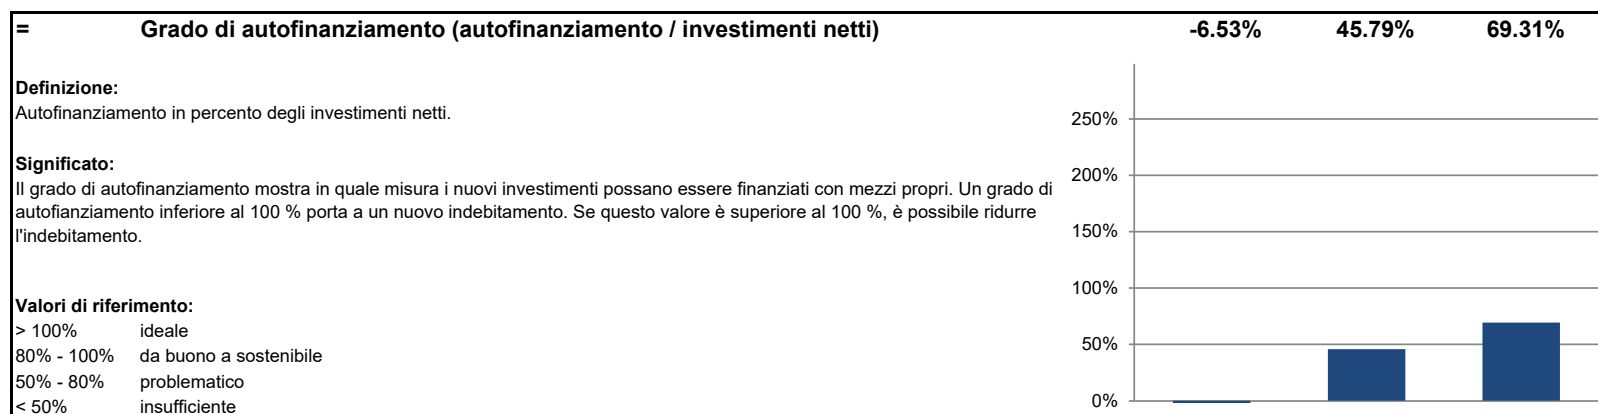 = Grado di autofinanziamento (autofinanziamento / investimenti netti) -6.53% 45.79% 69.31%
Definizione:
Autofinanziamento in percento degli investimenti netti.
Significato:
Il grado di autofinanziamento mostra in quale misura i nuovi investimenti possano essere finanziati con mezzi propri. Un grado di
autofianziamento inferiore al 100 % porta a un nuovo indebitamento. Se questo valore è superiore al 100 %, è possibile ridurre
l'indebitamento.
Valori di riferimento:
> 100% ideale
80% - 100% da buono a sostenibile
50% - 80% problematico
< 50% insufficiente
250%
200%
150%
100%
50%
0%